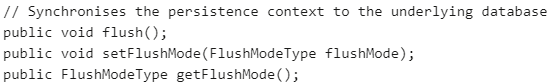 // Synchronises the persistence context to the underlying database
public void flush();
public void setFlushMode(FlushModeType flushMode);
public FlushModeType getFlushMode();